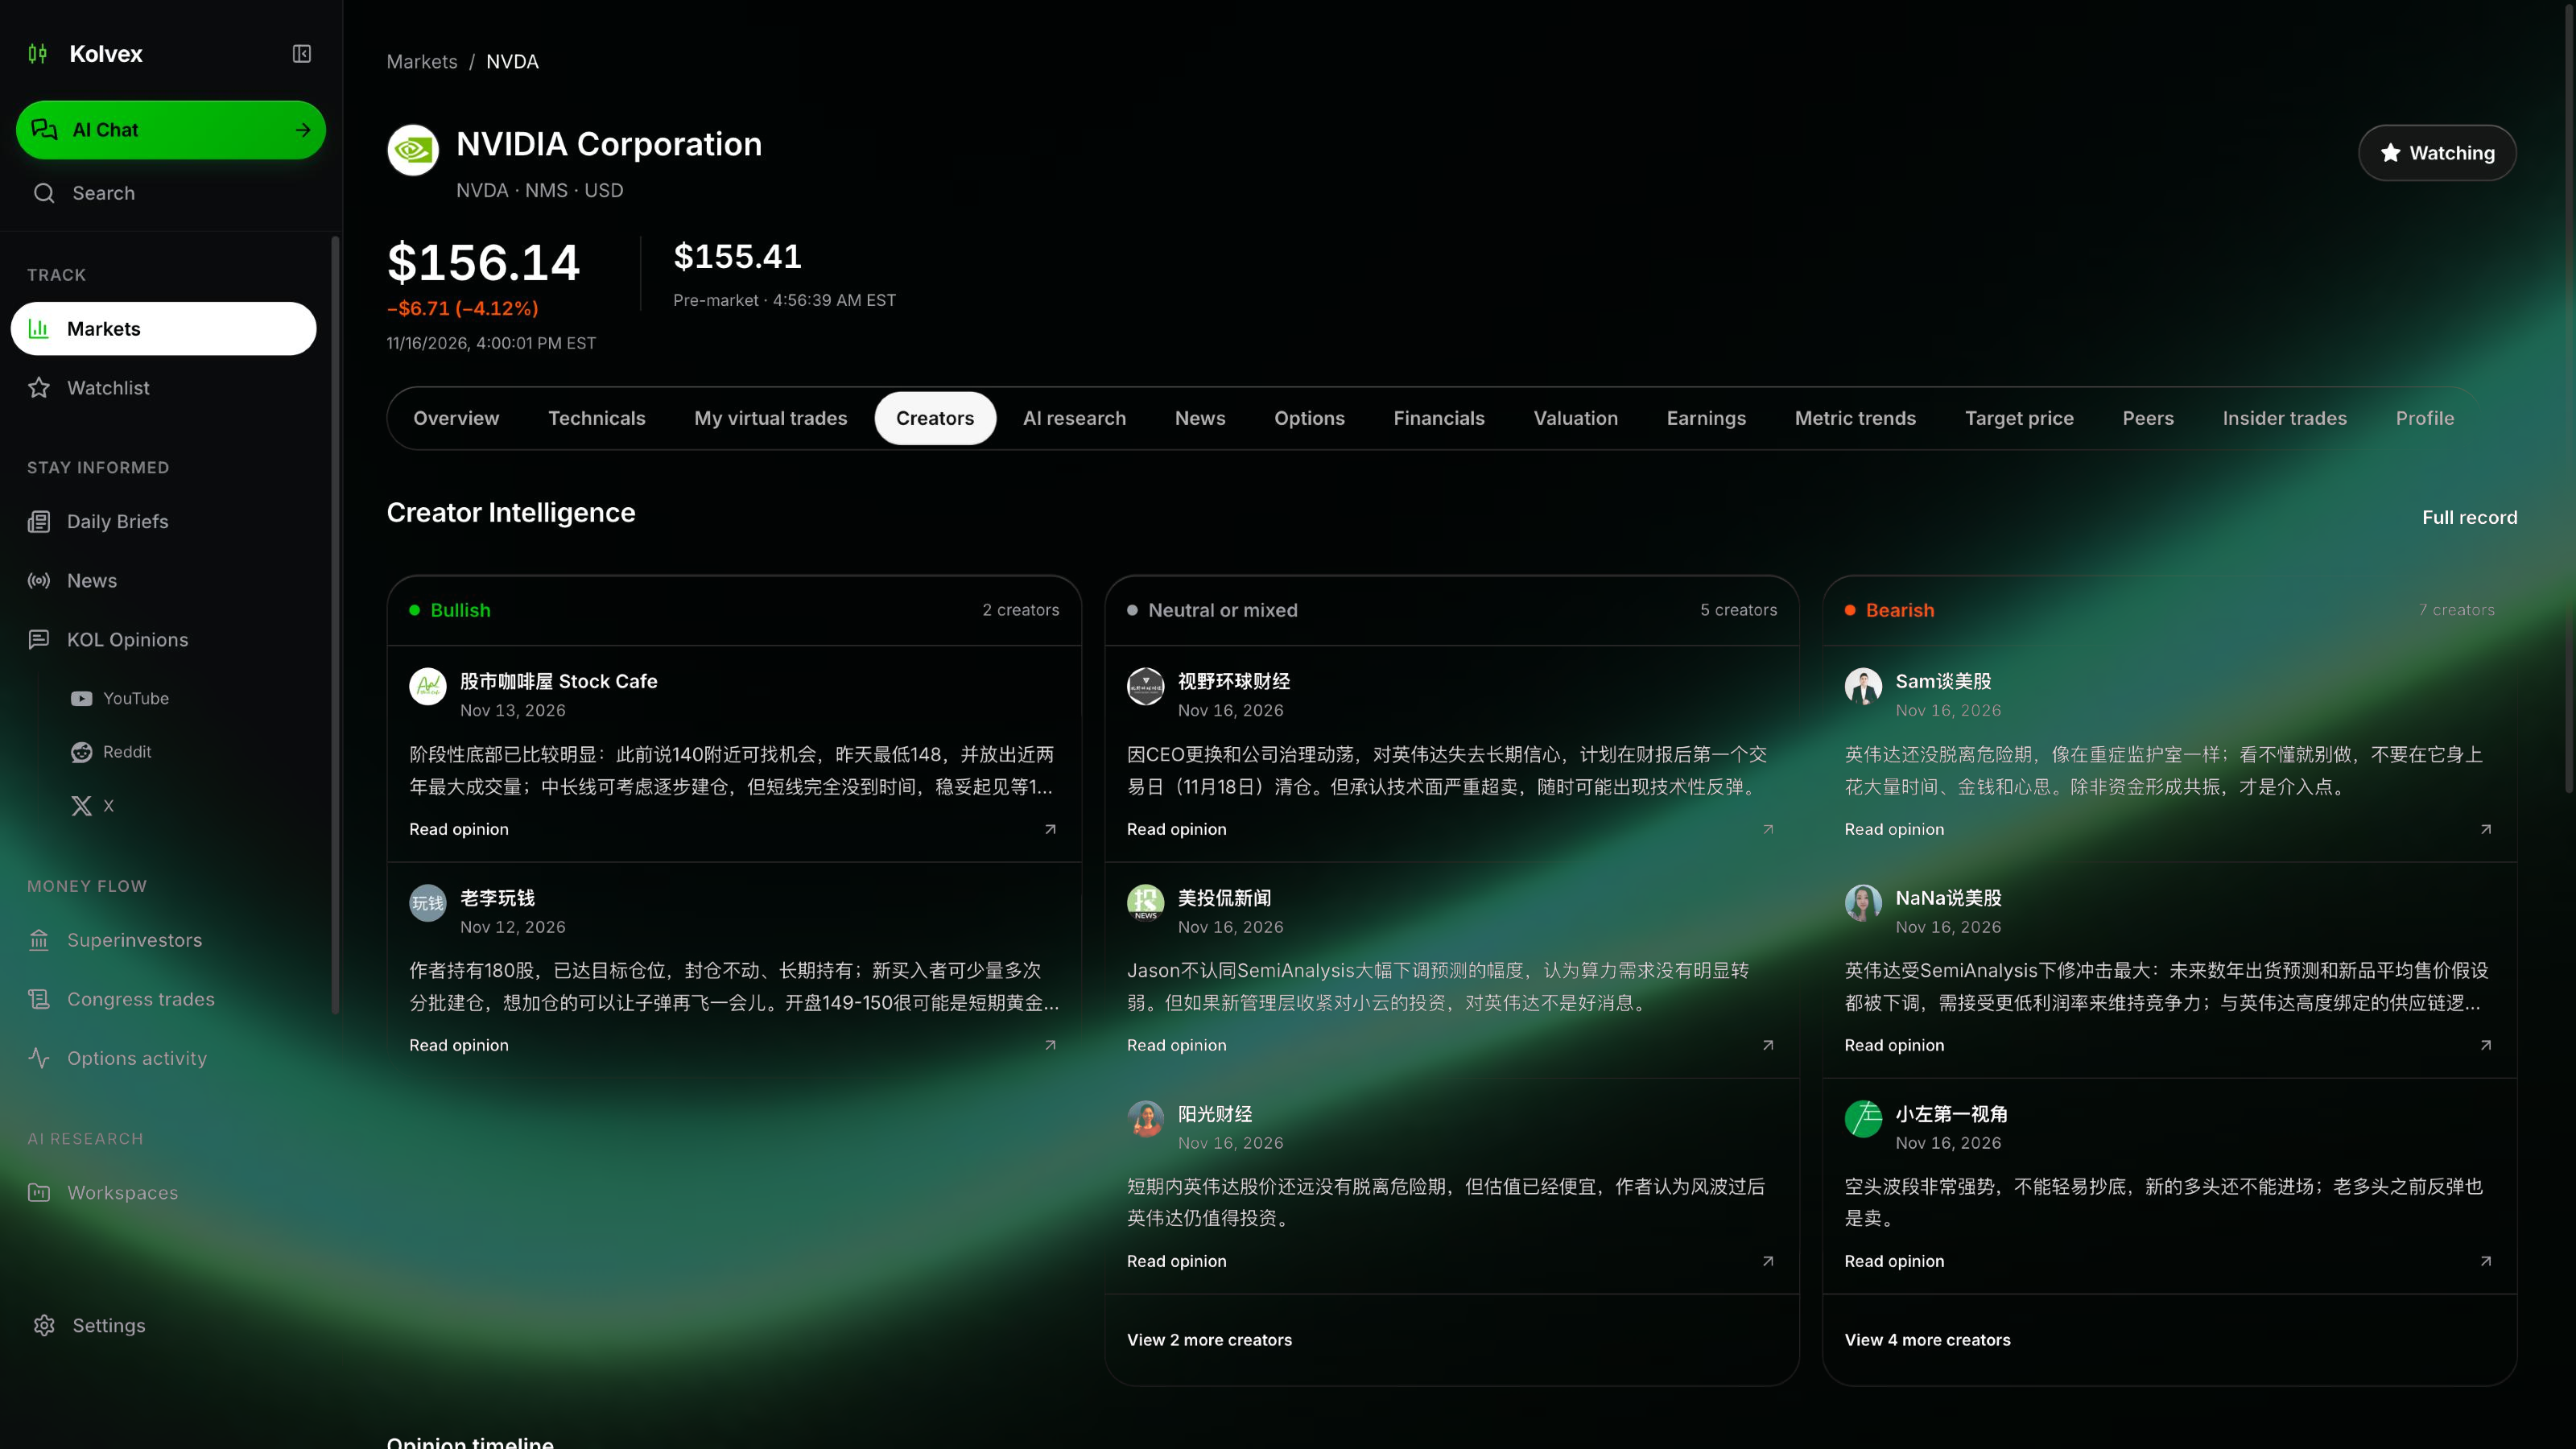 Kolvex
AI Chat
Search
TRACK
Markets
Watchlist
STAY INFORMED
Daily Briefs
News
KOL Opinions
YouTube
Reddit
X
MONEY FLOW
Superinvestors
Congress trades
Options activity
AI RESEARCH
Workspaces
Settings
Markets / NVDA
NVIDIA Corporation
NVDA · NMS · USD
Watching
$156.14
−$6.71 (−4.12%)
11/16/2026, 4:00:01 PM EST
$155.41
Pre-market · 4:56:39 AM EST
Overview Technicals My virtual trades Creators AI research News Options Financials Valuation Earnings Metric trends Target price Peers Insider trades Profile
Creator Intelligence
Full record
Bullish 2 creators
股市咖啡屋 Stock Cafe
Nov 13, 2026
阶段性底部已比较明显：此前说140附近可找机会，昨天最低148，并放出近两
年最大成交量；中长线可考虑逐步建仓，但短线完全没到时间，稳妥起见等1...
Read opinion
玩钱
老李玩钱
Nov 12, 2026
作者持有180股，已达目标仓位，封仓不动、长期持有；新买入者可少量多次
分批建仓，想加仓的可以让子弹再飞一会儿。开盘149-150很可能是短期黄金...
Read opinion
Neutral or mixed 5 creators
视野环球财经
Nov 16, 2026
因CEO更换和公司治理动荡，对英伟达失去长期信心，计划在财报后第一个交
易日（11月18日）清仓。但承认技术面严重超卖，随时可能出现技术性反弹。
Read opinion
NEWS
美投侃新闻
Nov 16, 2026
Jason不认同SemiAnalysis大幅下调预测的幅度，认为算力需求没有明显转
弱。但如果新管理层收紧对小云的投资，对英伟达不是好消息。
Read opinion
阳光财经
Nov 16, 2026
短期内英伟达股价还远没有脱离危险期，但估值已经便宜，作者认为风波过后
英伟达仍值得投资。
Read opinion
View 2 more creators
Bearish 7 creators
Sam谈美股
Nov 16, 2026
英伟达还没脱离危险期，像在重症监护室一样；看不懂就别做，不要在它身上
花大量时间、金钱和心思。除非资金形成共振，才是介入点。
Read opinion
NaNa说美股
Nov 16, 2026
英伟达受SemiAnalysis下修冲击最大：未来数年出货预测和新品平均售价假设
都被下调，需接受更低利润率来维持竞争力；与英伟达高度绑定的供应链逻...
Read opinion
小左第一视角
Nov 16, 2026
空头波段非常强势，不能轻易抄底，新的多头还不能进场；老多头之前反弹也
是卖。
Read opinion
View 4 more creators
Opinion timeline